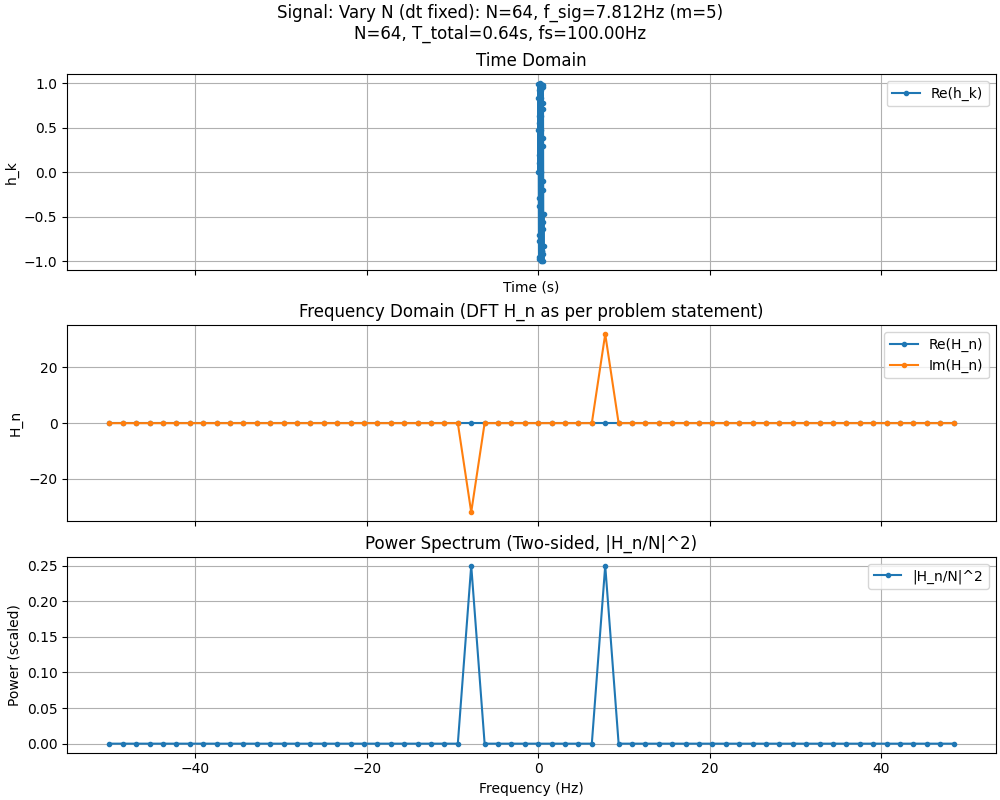 Signal: Vary N (dt fixed): N=64, f_sig=7.812Hz (m=5)
N=64, T_total=0.64s, fs=100.00Hz
Time Domain
1.0
0.5
0.0
−0.5
−1.0
h_k
Re(h_k)
Time (s)
Frequency Domain (DFT H_n as per problem statement)
20
0
−20
H_n
Re(H_n)
Im(H_n)
Power Spectrum (Two-sided, |H_n/N|^2)
0.25
0.20
0.15
0.10
0.05
0.00
Power (scaled)
|H_n/N|^2
−40
−20
0
20
40
Frequency (Hz)